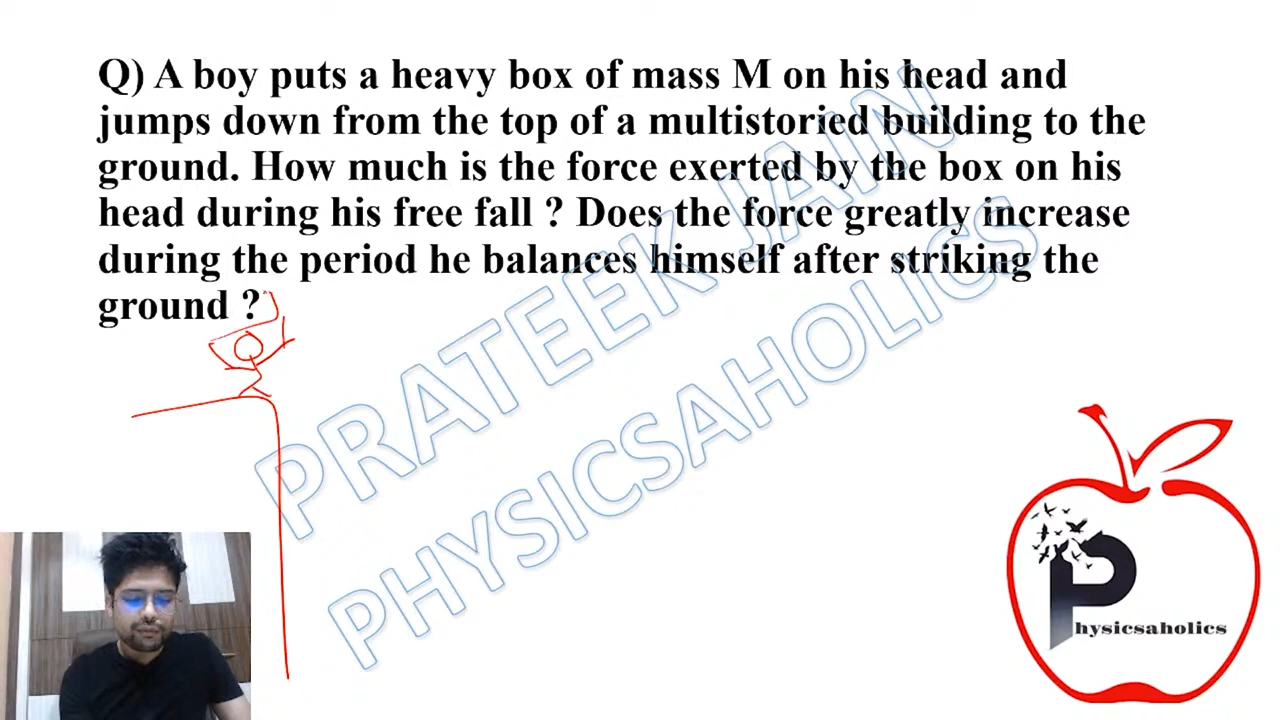 Q) A boy puts a heavy box of mass M on his head and
jumps down from the top of a multistoried building to the
ground. How much is the force exerted by the box on his
head during his free fall ? Does the force greatly increase
during the period he balances himself after striking the
ground ?
PRATEEK JAIN
PHYSICSAHOLICS
Physicsaholics